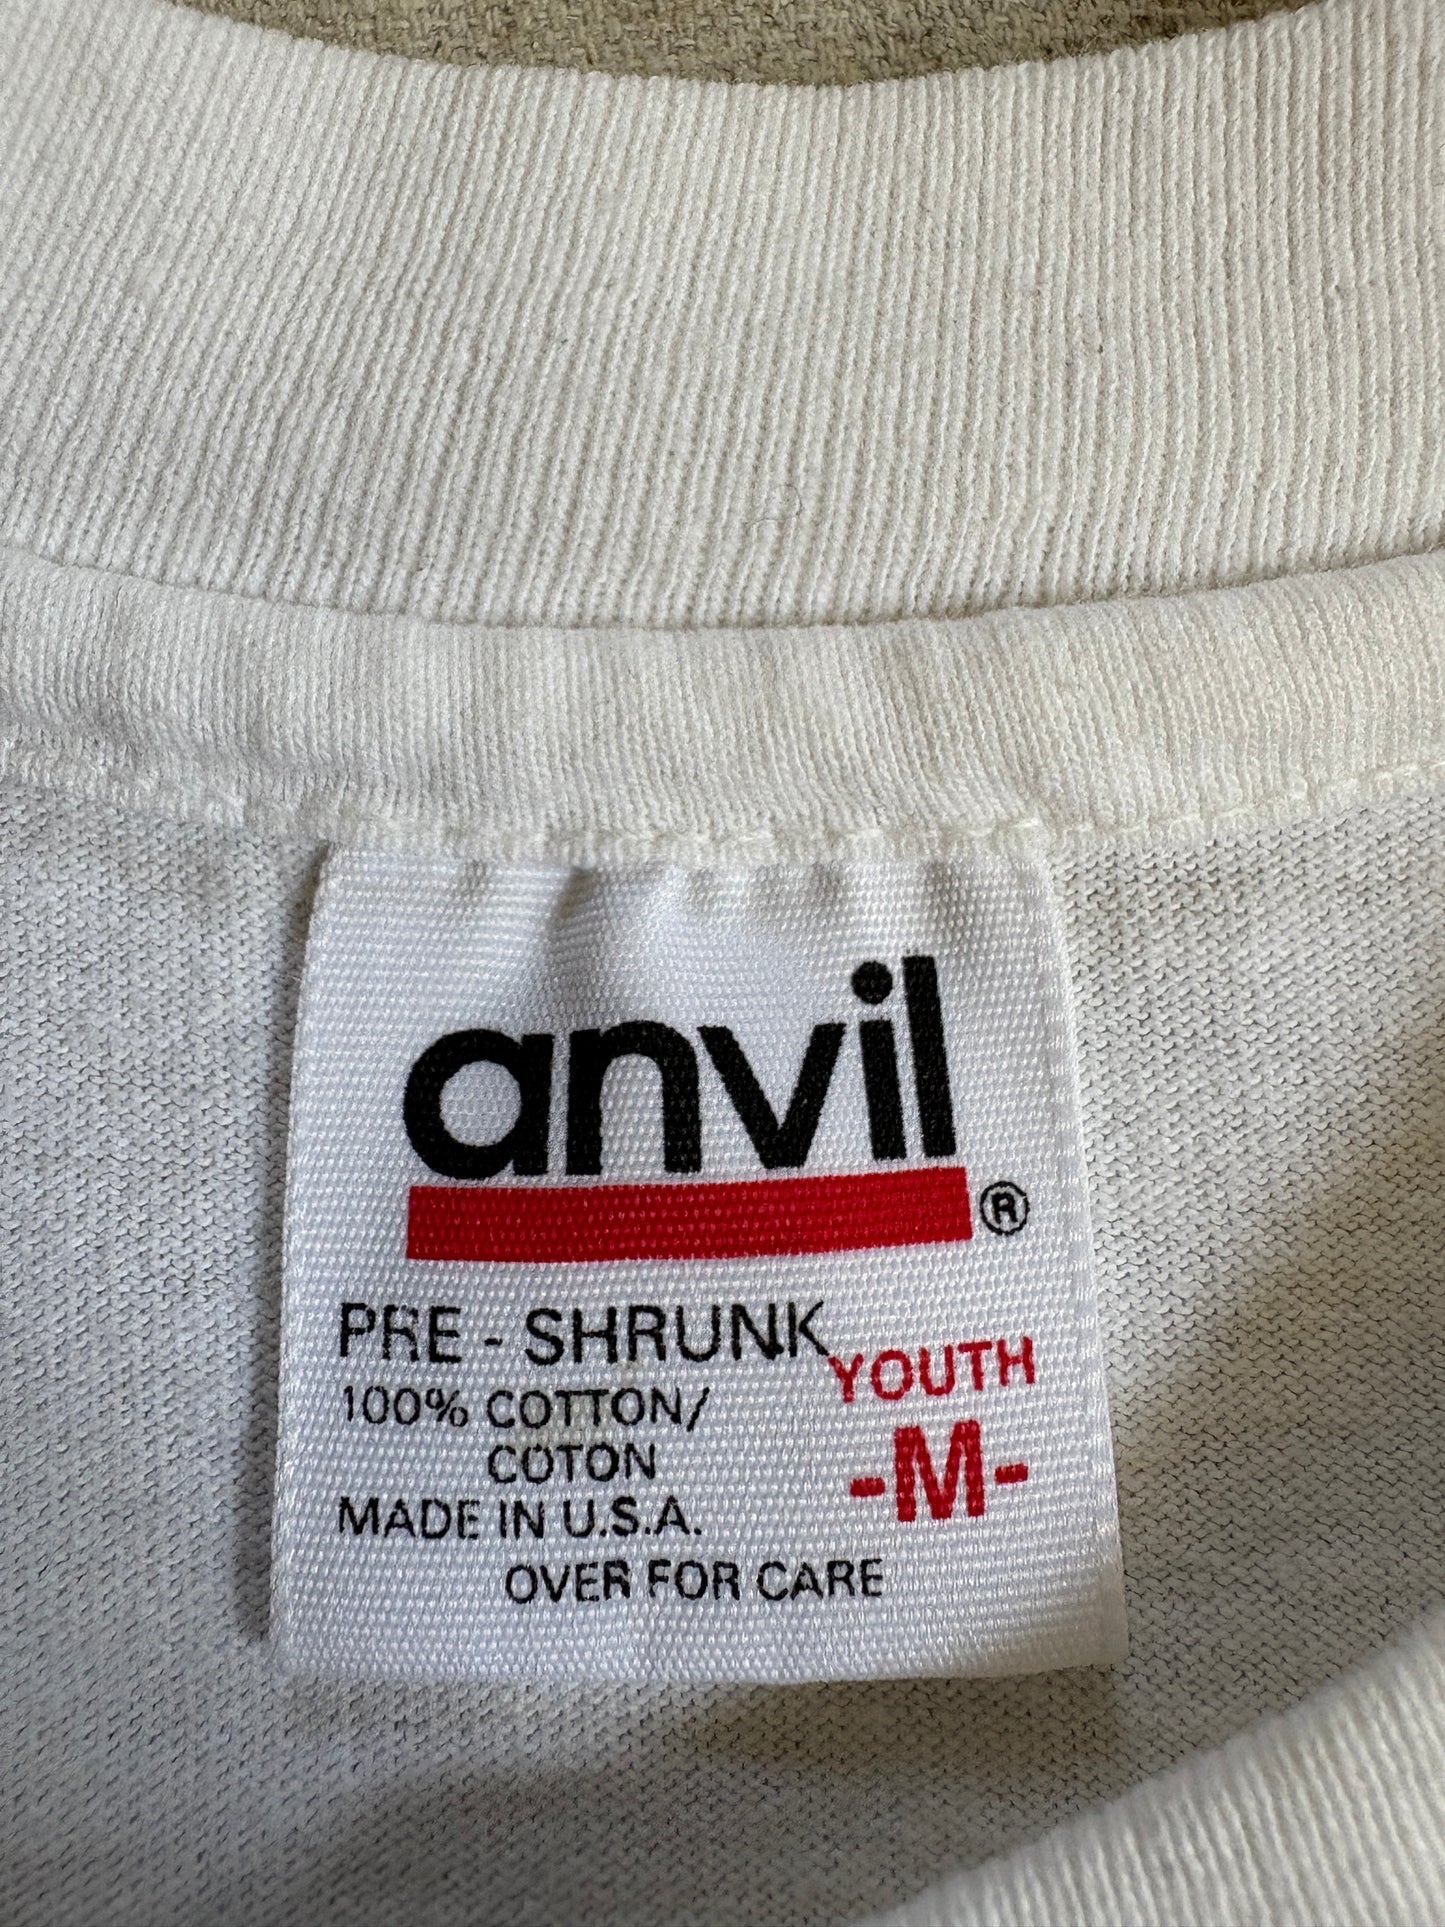 anvil®
PRE-SHRUNK
YOUTH
100% COTTON/
COTON
-M-
MADE IN U.S.A.
OVER FOR CARE